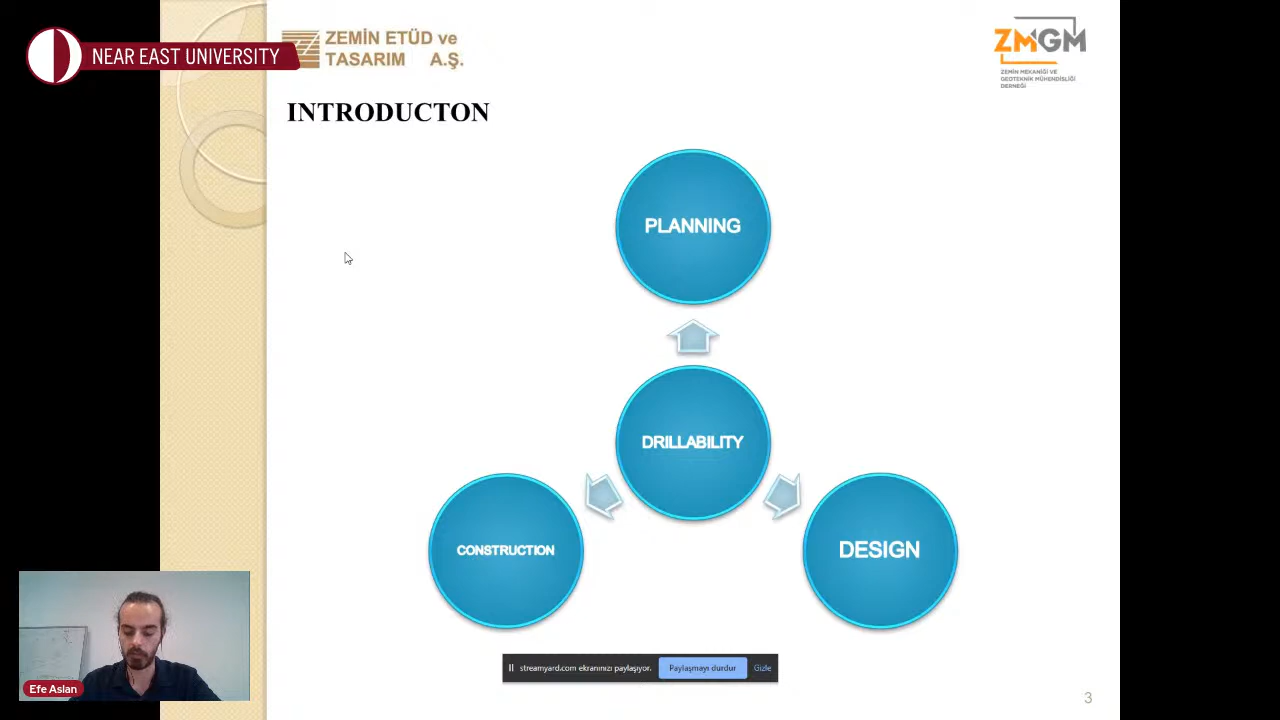 NEAR EAST UNIVERSITY
ZEMİN ETÜD ve
TASARIM A.Ş.
ZMGM
ZEMİN MEKANİĞİ VE
GEOTEKNİK MÜHENDİSLİĞİ
DERNEĞİ
INTRODUCTON
PLANNING
DRILLABILITY
CONSTRUCTION
DESIGN
Efe Aslan
streamyard.com ekranınızı paylaşıyor.
Paylaşmayı durdur
Gizle
3